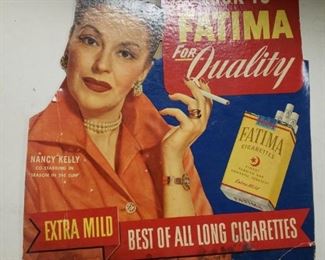 FATIMA
FOR Quality
NANCY KELLY
CO-STARRING IN
"SEASON IN THE SUN"
FATIMA
CIGARETTES
EXTRA MILD
BEST OF ALL LONG CIGARETTES